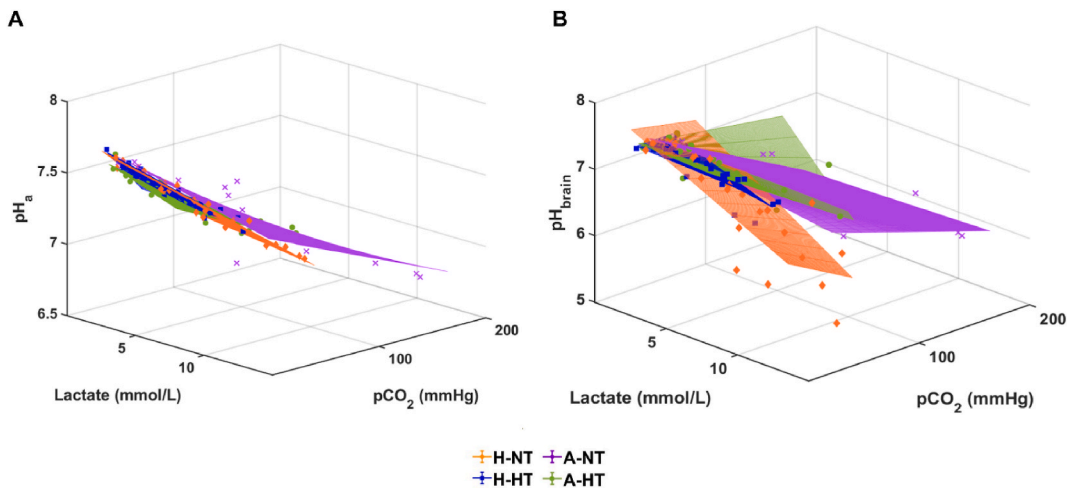 A
B
8
7.5
7
6.5
pHa
5
10
Lactate (mmol/L)
100
200
pCO2 (mmHg)
8
7
6
5
pHbrain
5
10
Lactate (mmol/L)
100
200
pCO2 (mmHg)
H-NT A-NT
H-HT A-HT